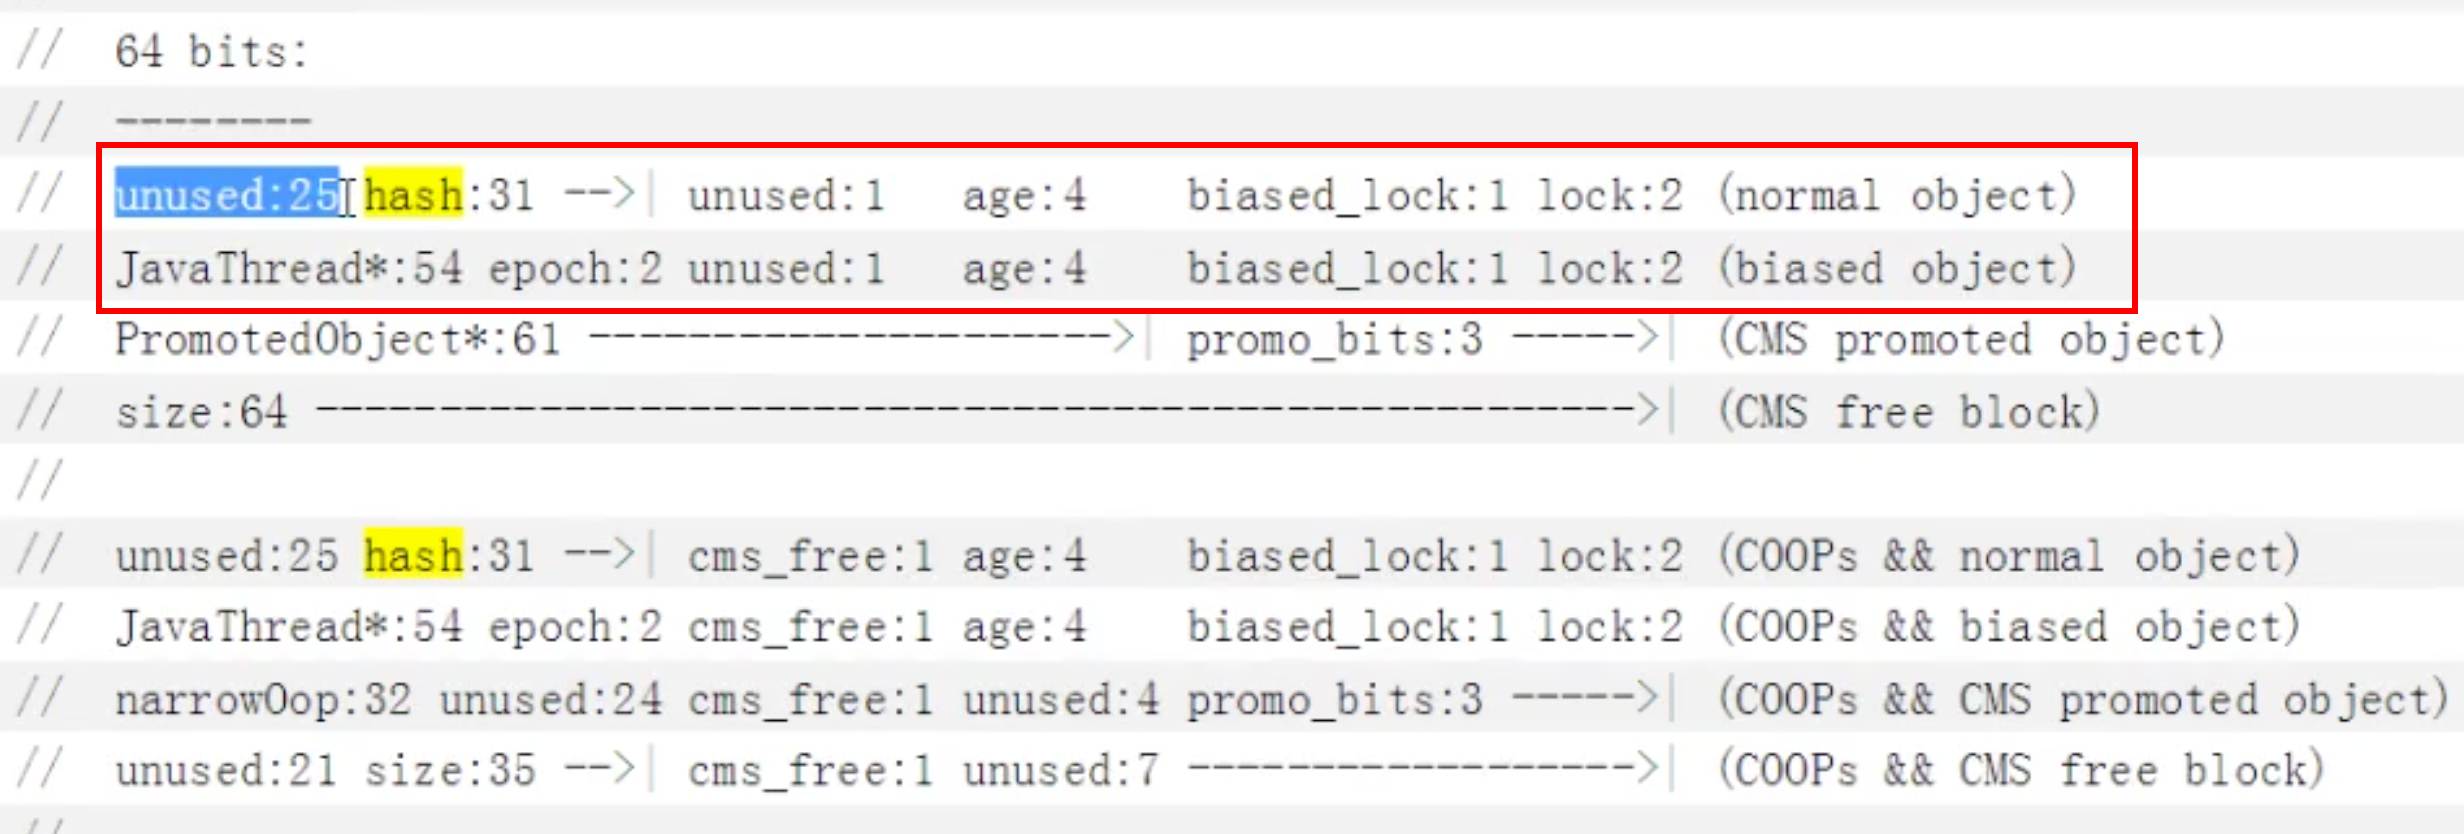 // 64 bits:
// --------
// unused:25 hash:31 -->| unused:1 age:4 biased_lock:1 lock:2 (normal object)
// JavaThread*:54 epoch:2 unused:1 age:4 biased_lock:1 lock:2 (biased object)
// PromotedObject*:61 --------------------->| promo_bits:3 ----->| (CMS promoted object)
// size:64 ----------------------------------------------------->| (CMS free block)
//
// unused:25 hash:31 -->| cms_free:1 age:4 biased_lock:1 lock:2 (COOPs && normal object)
// JavaThread*:54 epoch:2 cms_free:1 age:4 biased_lock:1 lock:2 (COOPs && biased object)
// narrowOop:32 unused:24 cms_free:1 unused:4 promo_bits:3 ----->| (COOPs && CMS promoted object)
// unused:21 size:35 -->| cms_free:1 unused:7 ------------------>| (COOPs && CMS free block)
//